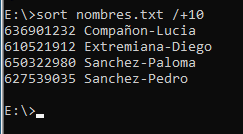 E:\>sort nombres.txt /+10
636901232 Compañon-Lucia
610521912 Extremiana-Diego
650322980 Sanchez-Paloma
627539035 Sanchez-Pedro
E:\>